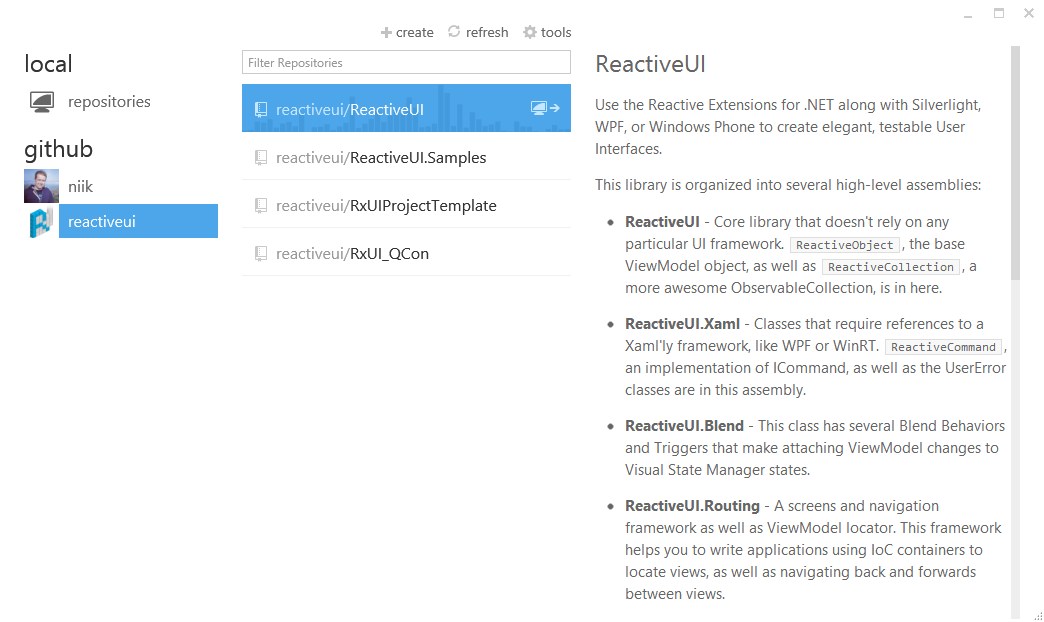 create refresh tools
local
repositories
github
niik
reactiveui
Filter Repositories
reactiveui/ReactiveUI
reactiveui/ReactiveUI.Samples
reactiveui/RxUIProjectTemplate
reactiveui/RxUI_QCon
ReactiveUI
Use the Reactive Extensions for .NET along with Silverlight,
WPF, or Windows Phone to create elegant, testable User
Interfaces.
This library is organized into several high-level assemblies:
• ReactiveUI - Core library that doesn't rely on any
particular UI framework. ReactiveObject, the base
ViewModel object, as well as ReactiveCollection, a
more awesome ObservableCollection, is in here.
• ReactiveUI.Xaml - Classes that require references to a
Xaml'ly framework, like WPF or WinRT. ReactiveCommand,
an implementation of ICommand, as well as the UserError
classes are in this assembly.
• ReactiveUI.Blend - This class has several Blend Behaviors
and Triggers that make attaching ViewModel changes to
Visual State Manager states.
• ReactiveUI.Routing - A screens and navigation
framework as well as ViewModel locator. This framework
helps you to write applications using IoC containers to
locate views, as well as navigating back and forwards
between views.